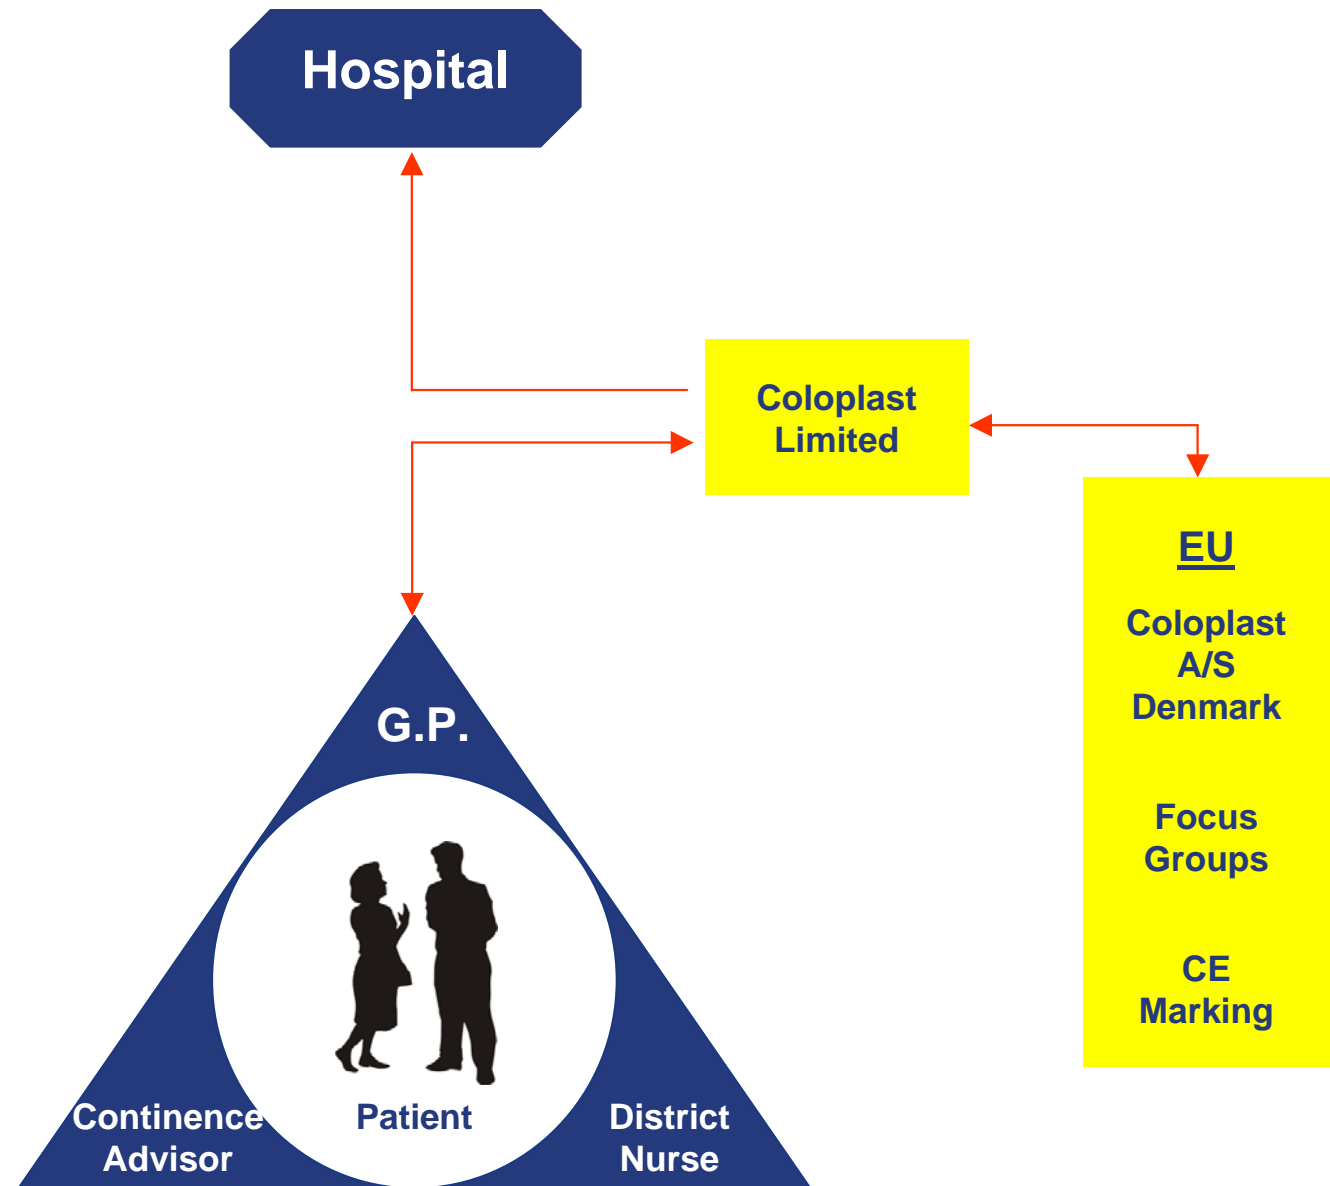 Hospital
Coloplast
Limited
EU
Coloplast
A/S
Denmark
Focus
Groups
CE
Marking
G.P.
Patient
Continence
Advisor
District
Nurse